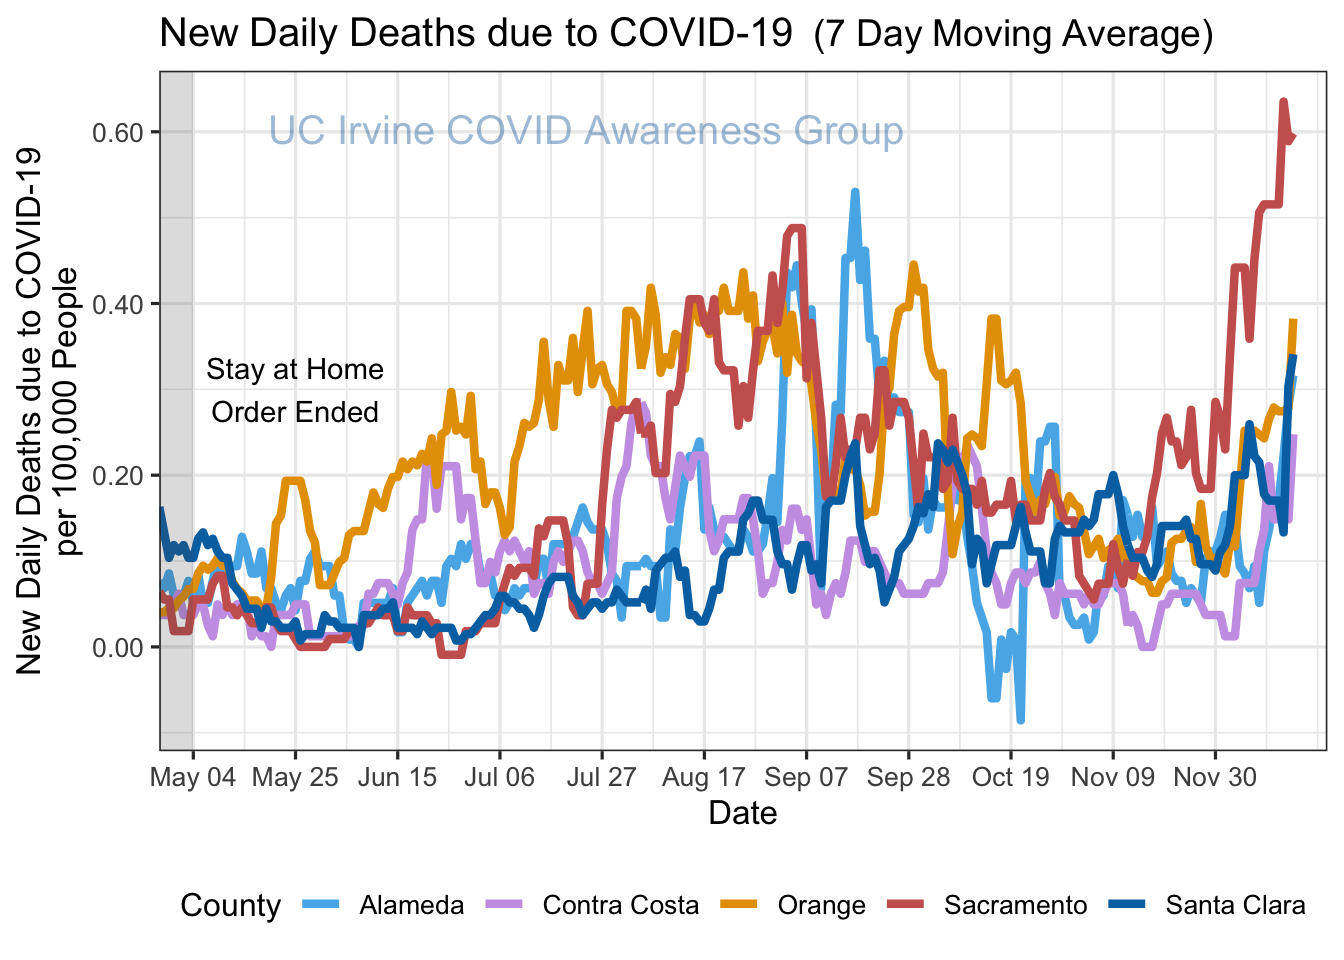 New Daily Deaths due to COVID-19 (7 Day Moving Average)
New Daily Deaths due to COVID-19
per 100,000 People
0.60
0.40
0.20
0.00
UC Irvine COVID Awareness Group
Stay at Home
Order Ended
May 04 May 25 Jun 15 Jul 06 Jul 27 Aug 17 Sep 07 Sep 28 Oct 19 Nov 09 Nov 30
Date
County Alameda Contra Costa Orange Sacramento Santa Clara